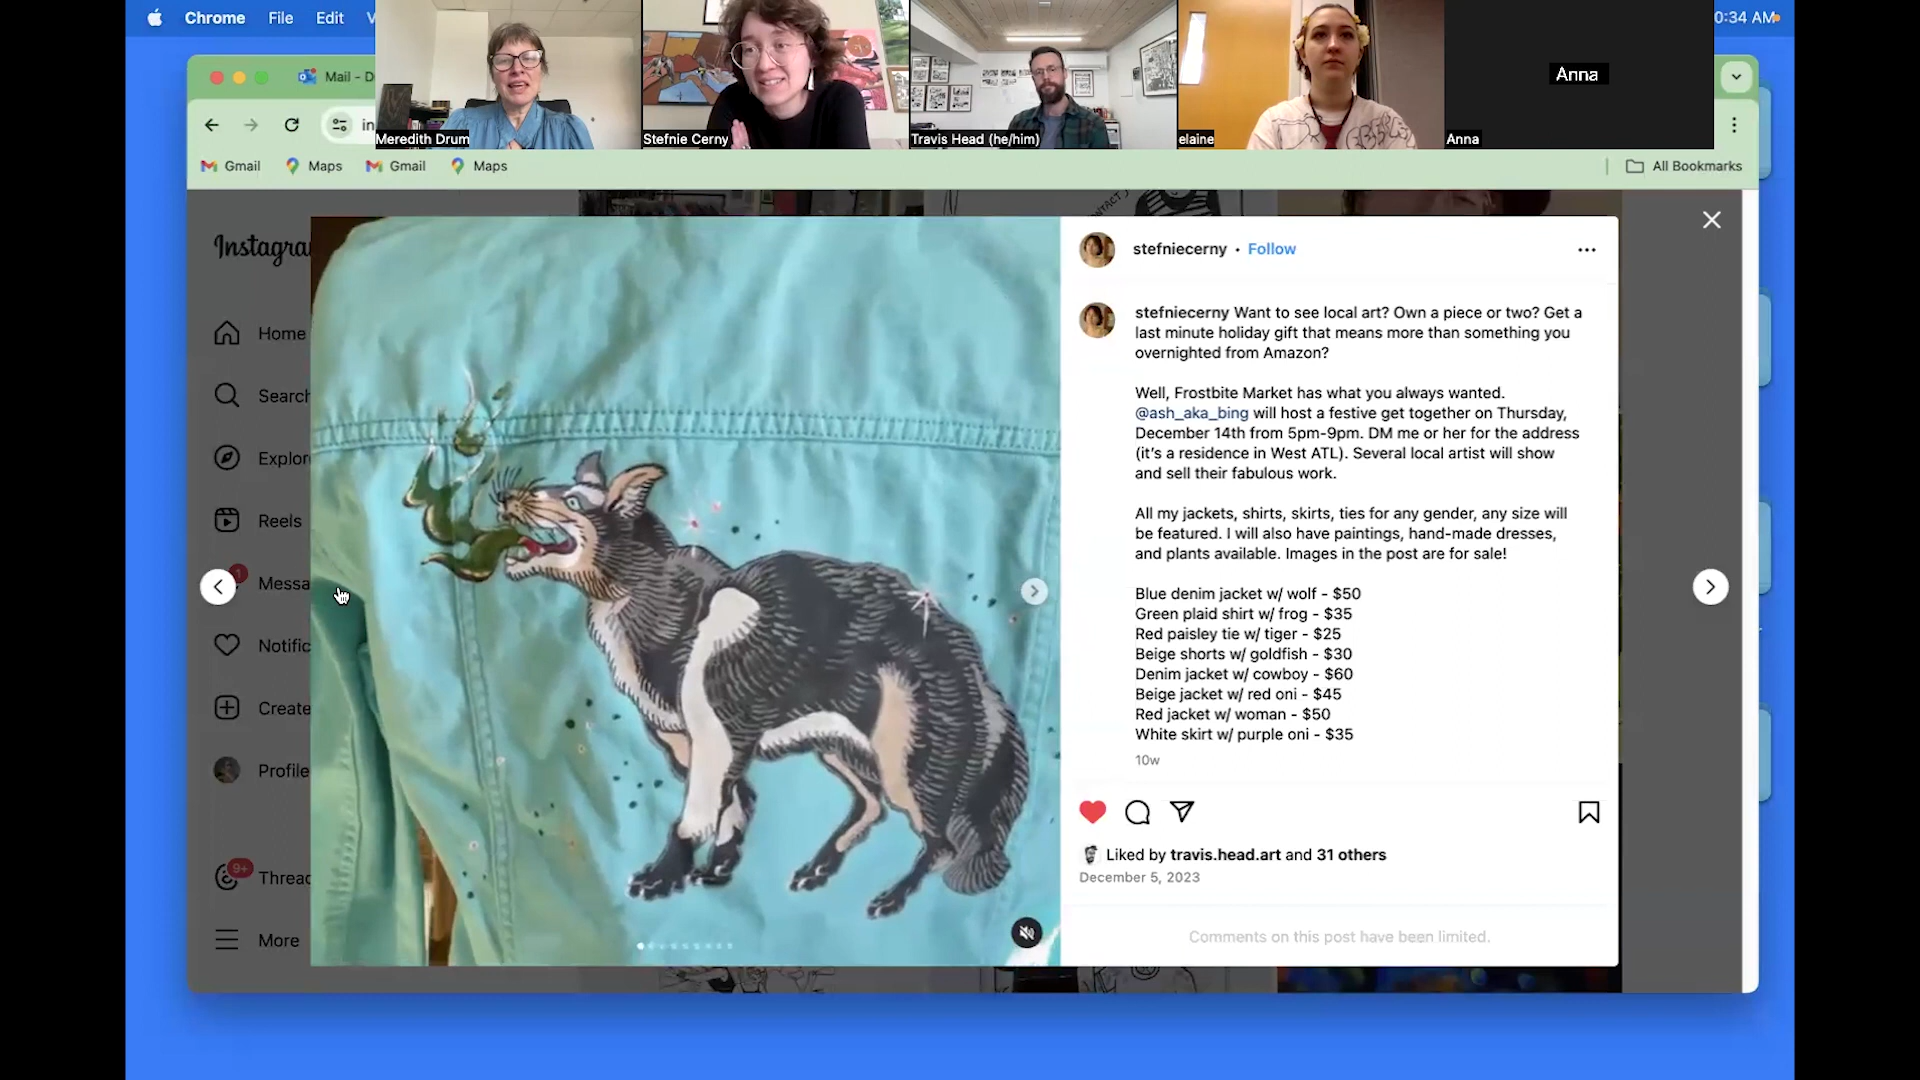 Chrome File Edit V
0:34 AM
Meredith Drum
Stefnie Cerny
Travis Head (he/him)
elaine
Anna
Anna
Mail - D
in
Gmail Maps Gmail Maps
All Bookmarks
CONTACT
Instagra
Home
Search
Explor
Reels
1
Messa
Notific
Create
Profile
9+
Threac
More
stefniecerny • Follow
stefniecerny Want to see local art? Own a piece or two? Get a
last minute holiday gift that means more than something you
overnighted from Amazon?
Well, Frostbite Market has what you always wanted.
@ash_aka_bing will host a festive get together on Thursday,
December 14th from 5pm-9pm. DM me or her for the address
(it's a residence in West ATL). Several local artist will show
and sell their fabulous work.
All my jackets, shirts, skirts, ties for any gender, any size will
be featured. I will also have paintings, hand-made dresses,
and plants available. Images in the post are for sale!
Blue denim jacket w/ wolf - $50
Green plaid shirt w/ frog - $35
Red paisley tie w/ tiger - $25
Beige shorts w/ goldfish - $30
Denim jacket w/ cowboy - $60
Beige jacket w/ red oni - $45
Red jacket w/ woman - $50
White skirt w/ purple oni - $35
10w
Liked by travis.head.art and 31 others
December 5, 2023
Comments on this post have been limited.